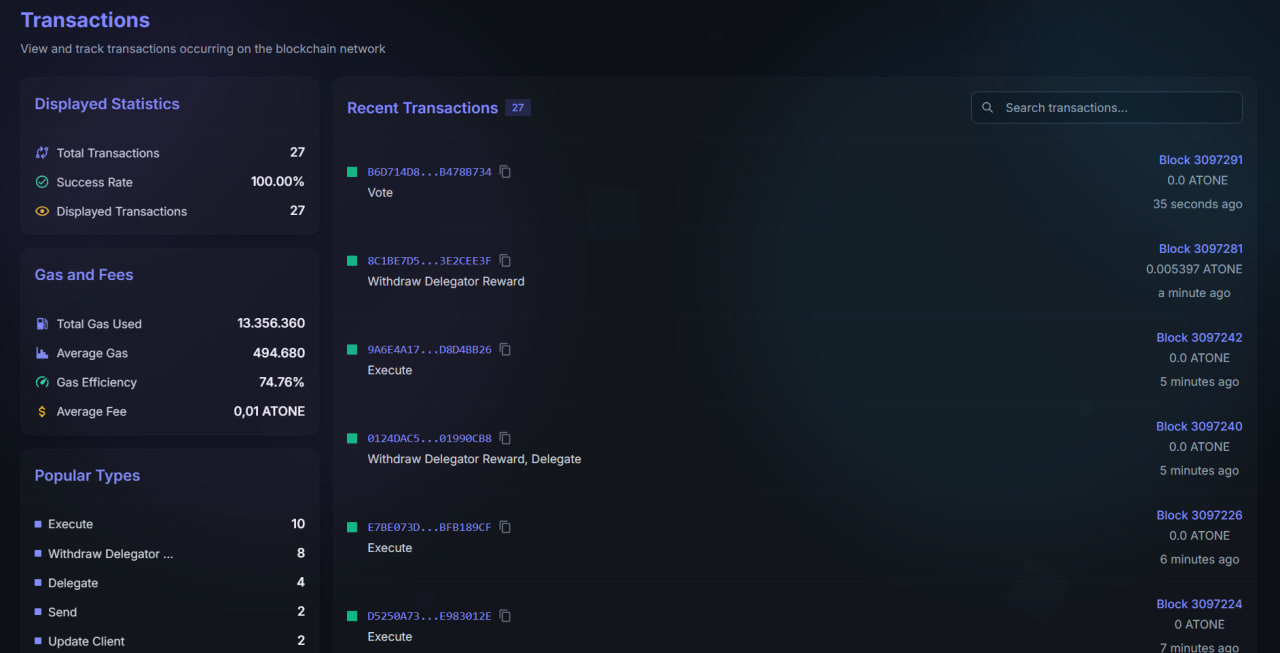 Transactions
View and track transactions occurring on the blockchain network
Displayed Statistics
Total Transactions 27
Success Rate 100.00%
Displayed Transactions 27
Gas and Fees
Total Gas Used 13.356.360
Average Gas 494.680
Gas Efficiency 74.76%
Average Fee 0,01 ATONE
Popular Types
Execute 10
Withdraw Delegator ... 8
Delegate 4
Send 2
Update Client 2
Recent Transactions 27
Search transactions...
B6D714D8...B478B734
Vote
Block 3097291
0.0 ATONE
35 seconds ago
8C1BE7D5...3E2CEE3F
Withdraw Delegator Reward
Block 3097281
0.005397 ATONE
a minute ago
9A6E4A17...D8D4BB26
Execute
Block 3097242
0.0 ATONE
5 minutes ago
0124DAC5...01990CB8
Withdraw Delegator Reward, Delegate
Block 3097240
0.0 ATONE
5 minutes ago
E7BE073D...BFB189CF
Execute
Block 3097226
0.0 ATONE
6 minutes ago
D5250A73...E983012E
Execute
Block 3097224
0 ATONE
7 minutes ago